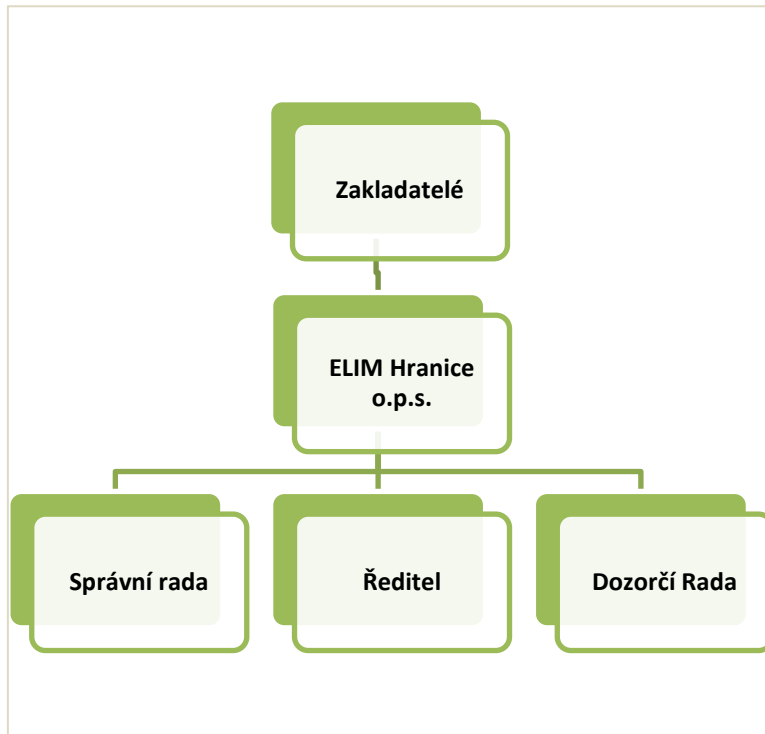 Zakladatelé
ELIM Hranice
o.p.s.
Správní rada
Ředitel
Dozorčí Rada